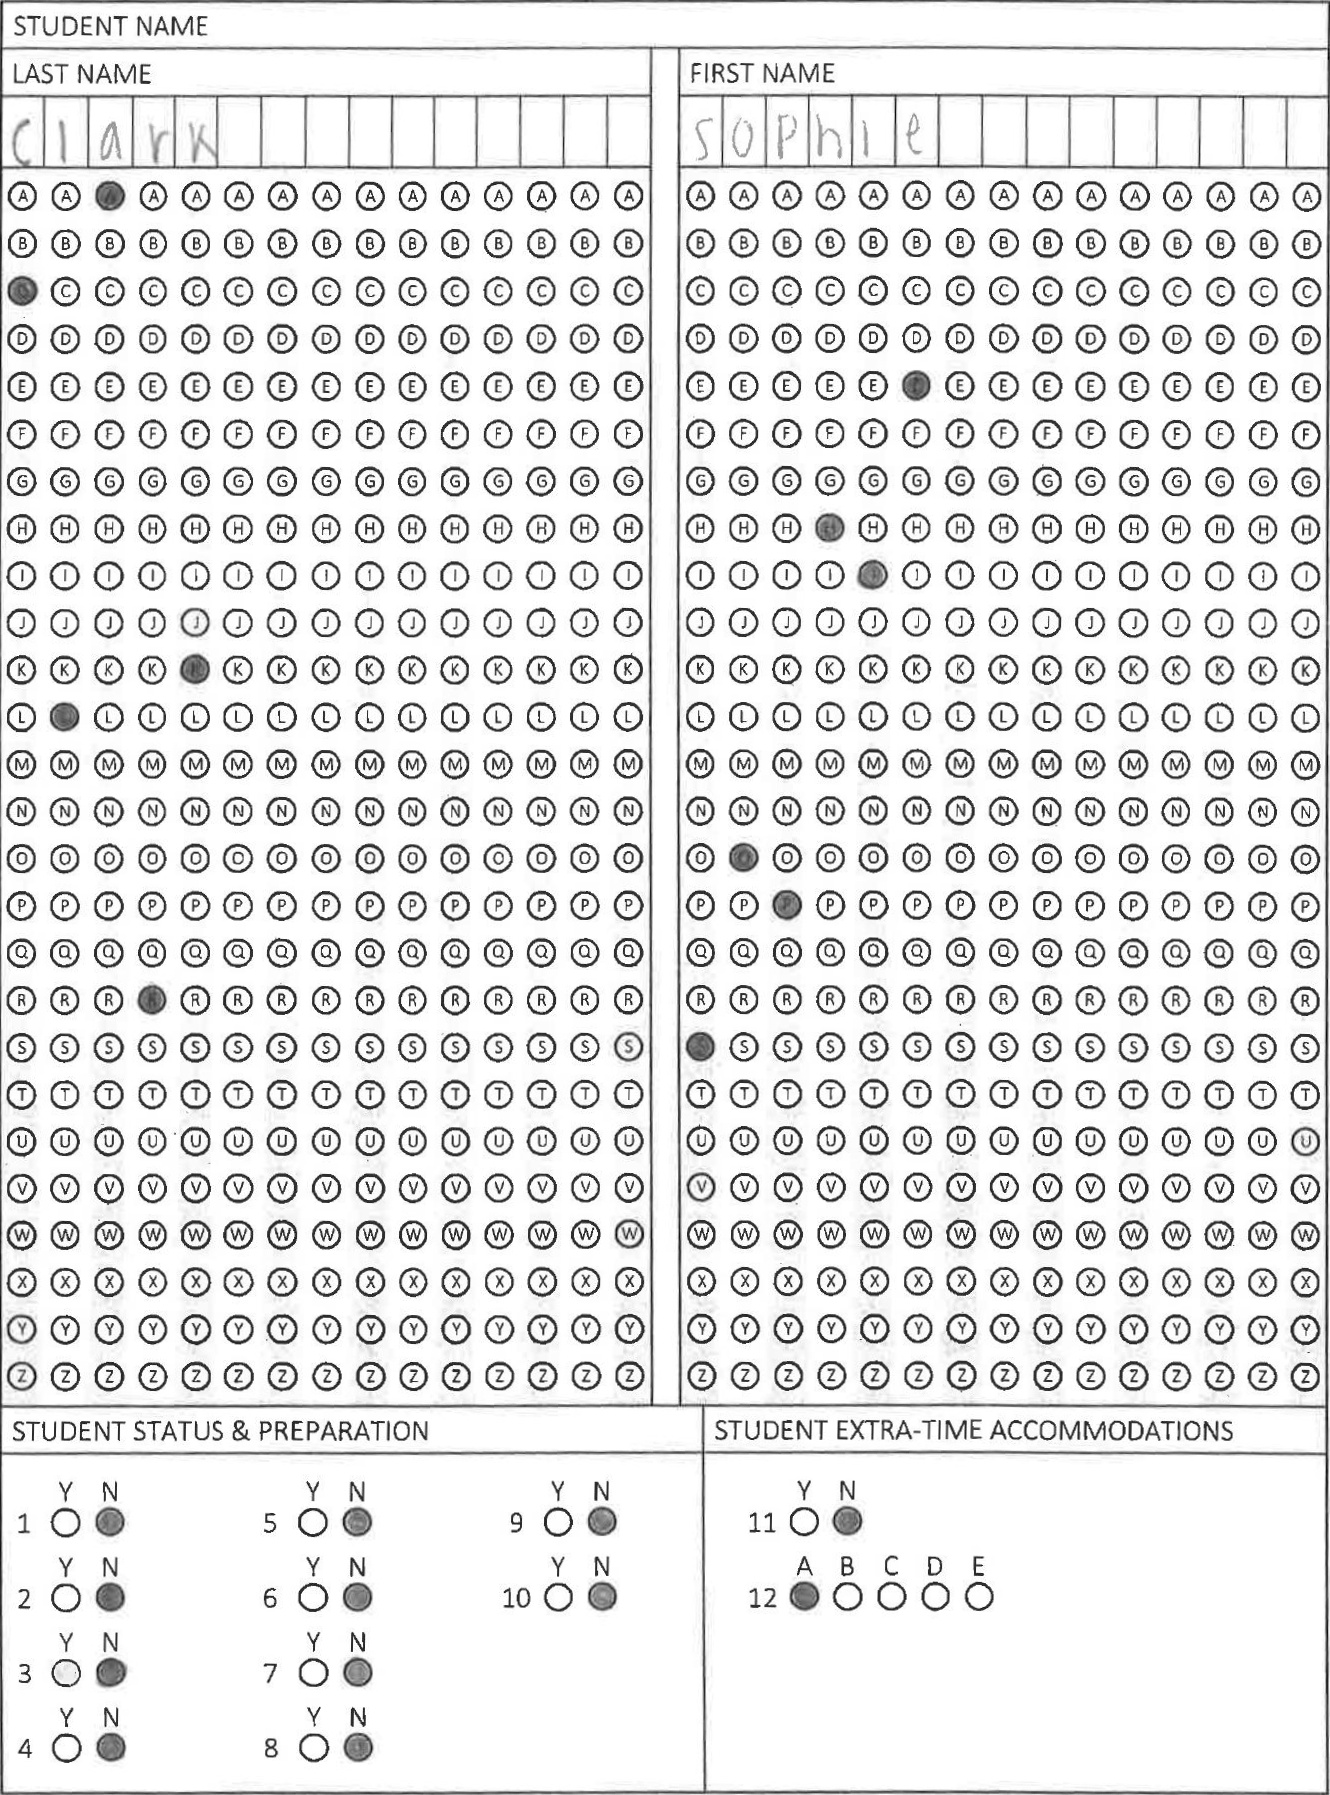 STUDENT NAME
LAST NAME FIRST NAME
Clark Sophie
A A A A A A A A A A A A A A A A A A A A A A A A A A A A A
B B B B B B B B B B B B B B B B B B B B B B B B B B B B B B
C C C C C C C C C C C C C C C C C C C C C C C C C C C C C
D D D D D D D D D D D D D D D D D D D D D D D D D D D D D D
E E E E E E E E E E E E E E E E E E E E E E E E E E E E E
F F F F F F F F F F F F F F F F F F F F F F F F F F F F F F
G G G G G G G G G G G G G G G G G G G G G G G G G G G G G G
H H H H H H H H H H H H H H H H H H H H H H H H H H H H H H
I I I I I I I I I I I I I I I I I I I I I I I I I I I I I
J J J J J J J J J J J J J J J J J J J J J J J J J J J J J J
K K K K K K K K K K K K K K K K K K K K K K K K K K K K K
L L L L L L L L L L L L L L L L L L L L L L L L L L L L L
M M M M M M M M M M M M M M M M M M M M M M M M M M M M M M
N N N N N N N N N N N N N N N N N N N N N N N N N N N N N N
O O O O O O O O O O O O O O O O O O O O O O O O O O O O O O
P P P P P P P P P P P P P P P P P P P P P P P P P P P P P P
Q Q Q Q Q Q Q Q Q Q Q Q Q Q Q Q Q Q Q Q Q Q Q Q Q Q Q Q Q Q
R R R R R R R R R R R R R R R R R R R R R R R R R R R R R R
S S S S S S S S S S S S S S S S S S S S S S S S S S S S S S
T T T T T T T T T T T T T T T T T T T T T T T T T T T T T T
U U U U U U U U U U U U U U U U U U U U U U U U U U U U U U
V V V V V V V V V V V V V V V V V V V V V V V V V V V V V V
W W W W W W W W W W W W W W W W W W W W W W W W W W W W W W
X X X X X X X X X X X X X X X X X X X X X X X X X X X X X X
Y Y Y Y Y Y Y Y Y Y Y Y Y Y Y Y Y Y Y Y Y Y Y Y Y Y Y Y Y Y
Z Z Z Z Z Z Z Z Z Z Z Z Z Z Z Z Z Z Z Z Z Z Z Z Z Z Z Z Z Z
STUDENT STATUS & PREPARATION STUDENT EXTRA-TIME ACCOMMODATIONS
Y N Y N Y N Y N
1 5 9 11
Y N Y N Y N A B C D E
2 6 10 12
Y N Y N
3 7
Y N Y N
4 8